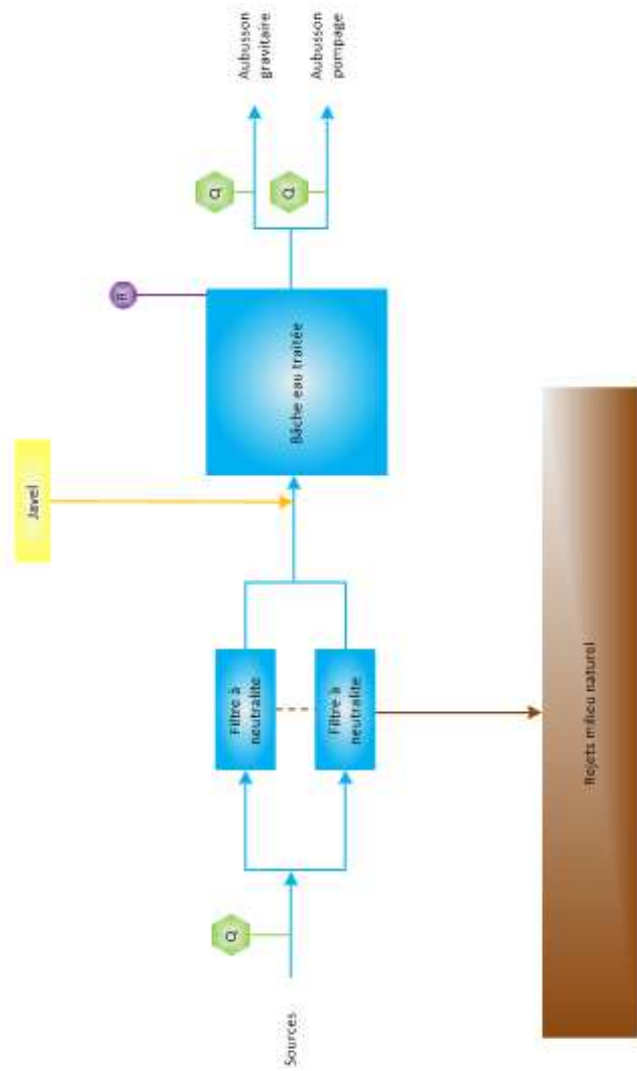 Javel
Sources
Q
Filtre à
neutralite
Filtre à
neutralite
Bâche eau traitée
Q
Q
Aubusson
gravitaire
Aubusson
pompage
Rejets milieu naturel